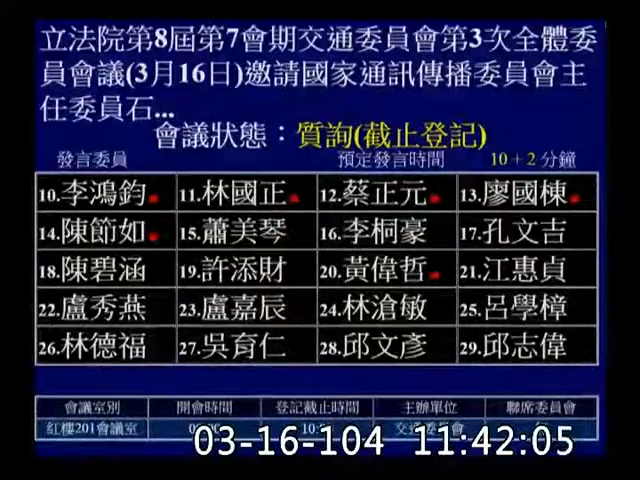 立法院第8屆第7會期交通委員會第3次全體委
員會議(3月16日)邀請國家通訊傳播委員會主
任委員石...
會議狀態：質詢(截止登記)
發言委員 預定發言時間 10+2 分鐘
10.李鴻鈞 11.林國正 12.蔡正元 13.廖國棟
14.陳節如 15.蕭美琴 16.李桐豪 17.孔文吉
18.陳碧涵 19.許添財 20.黃偉哲 21.江惠貞
22.盧秀燕 23.盧嘉辰 24.林滄敏 25.呂學樟
26.林德福 27.吳育仁 28.邱文彥 29.邱志偉
會議室別 開會時間 登記截止時間 主辦單位 聯席委員會
紅樓201會議室 交通委員會
03-16-104 11:42:05